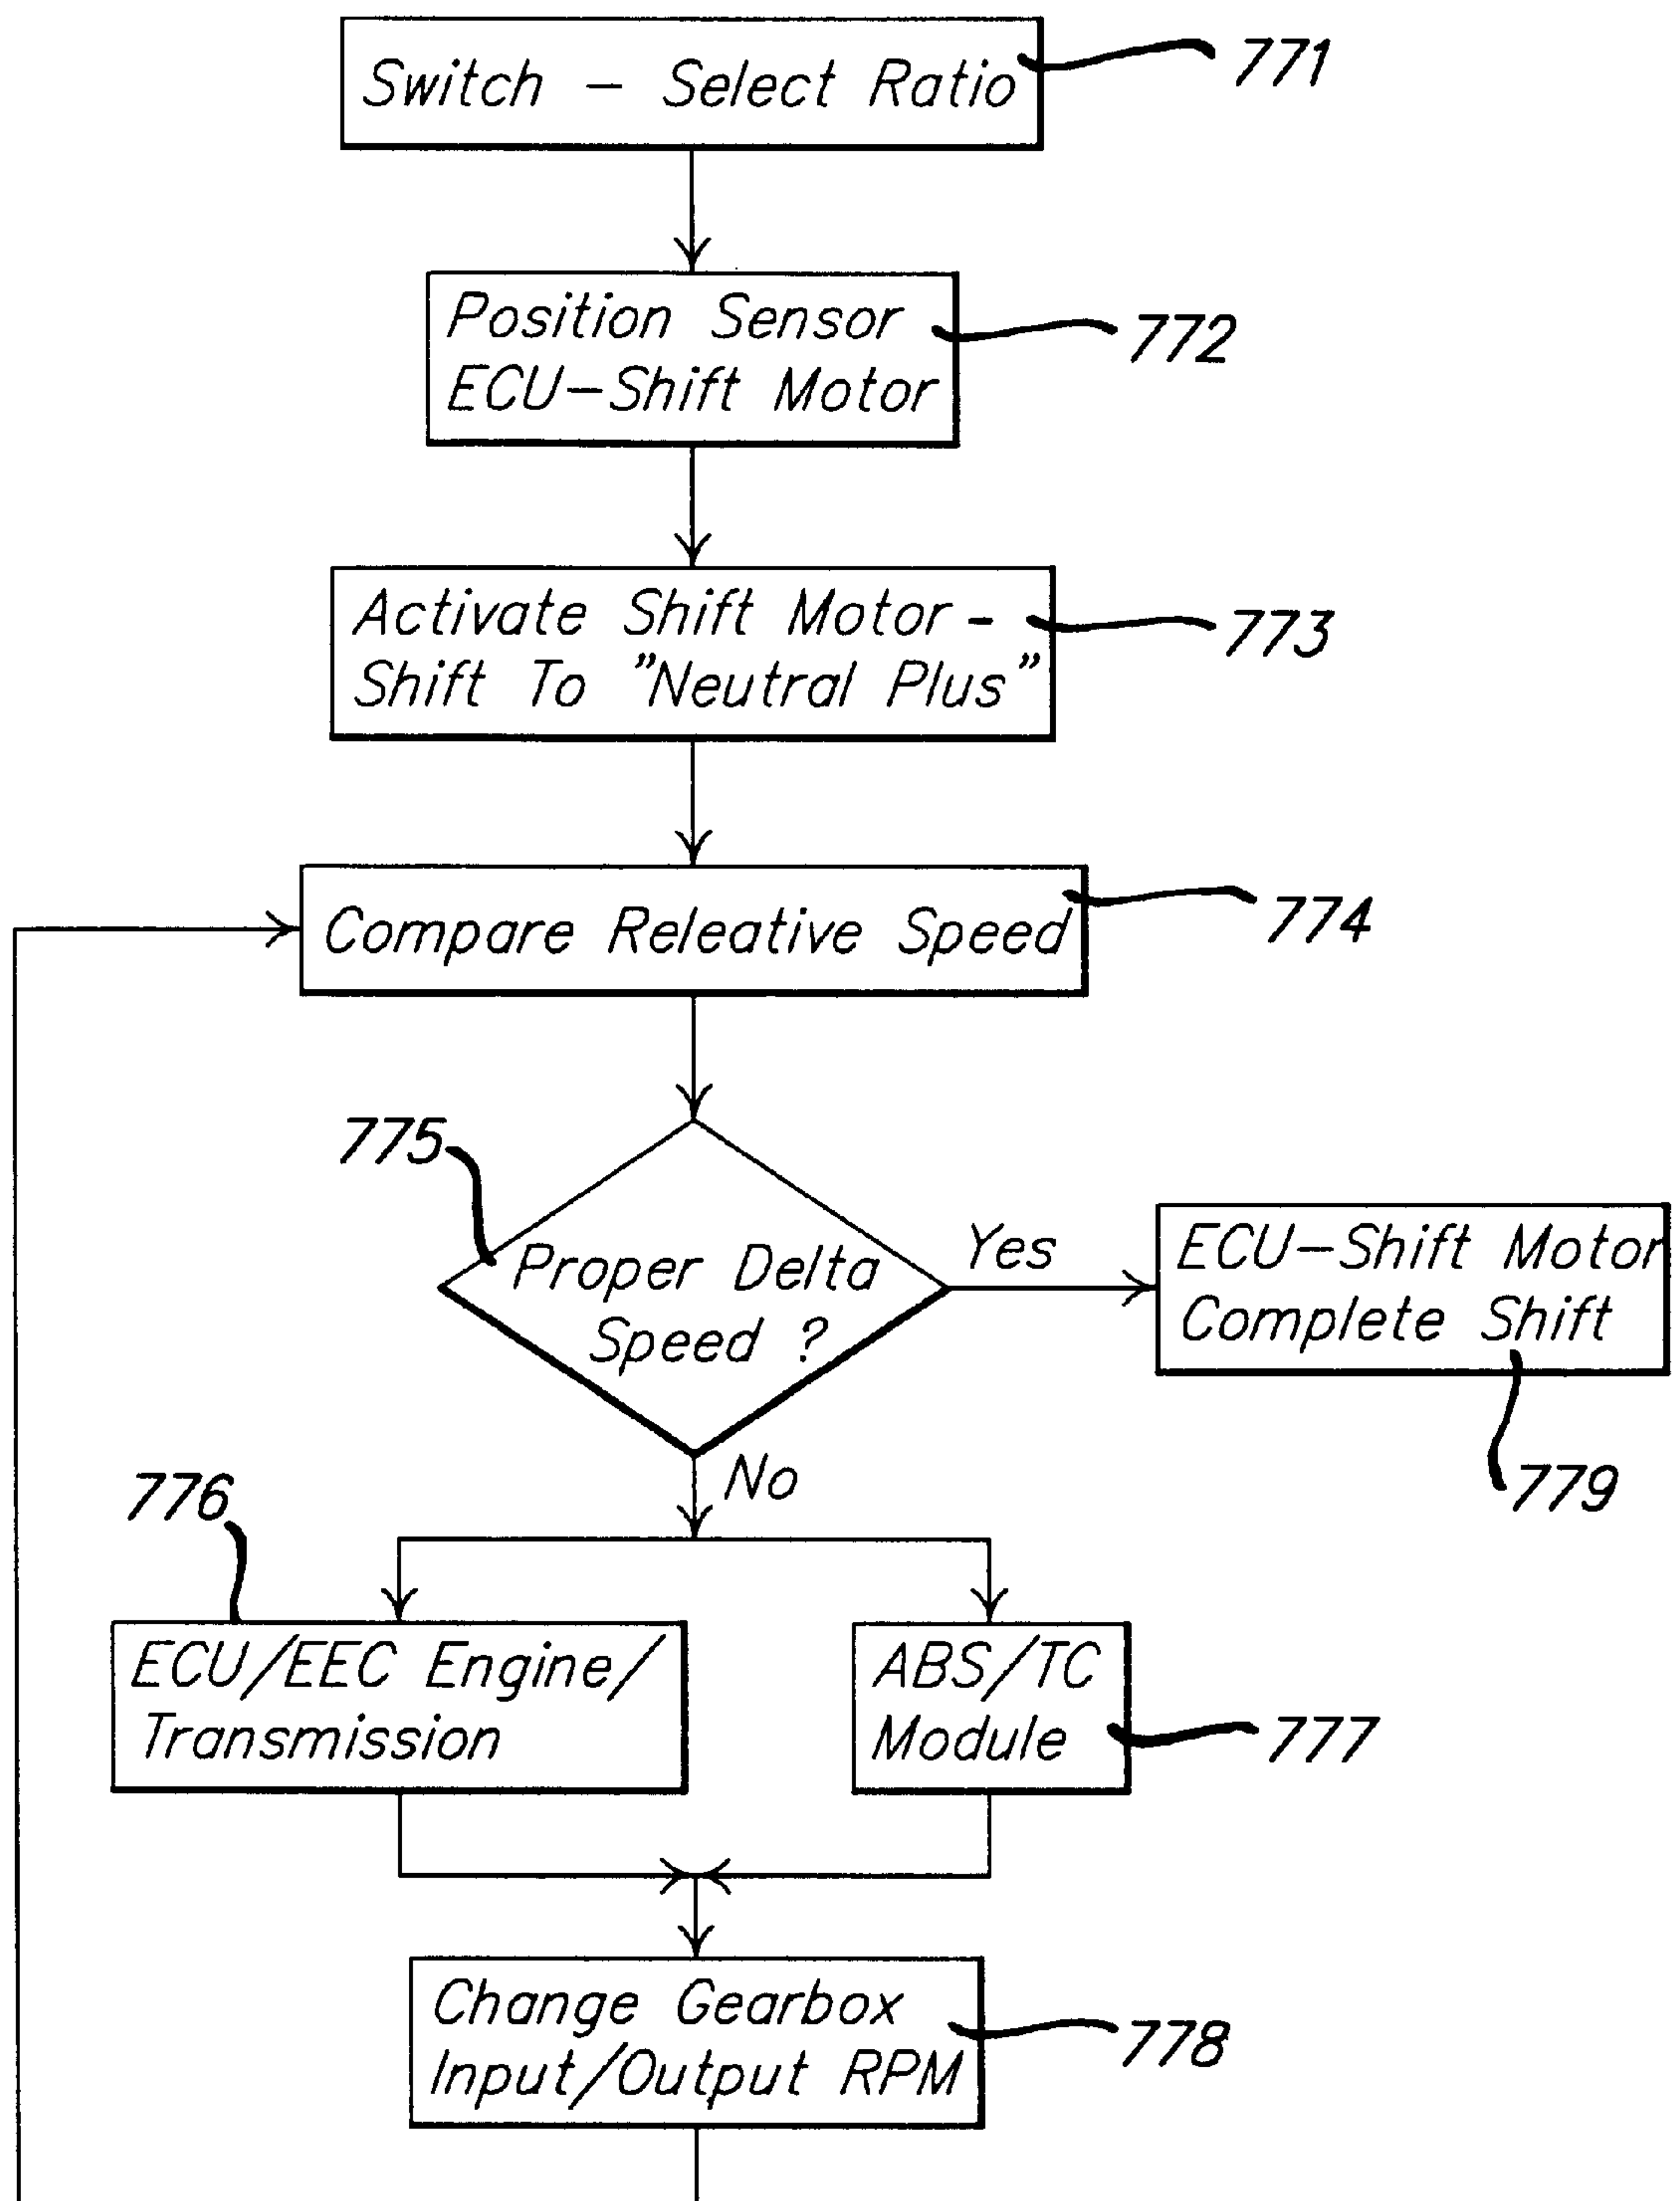 Switch – Select Ratio
771
Position Sensor
ECU–Shift Motor
772
Activate Shift Motor -
Shift To "Neutral Plus"
773
Compare Releative Speed
774
775
Proper Delta
Speed ?
Yes
ECU–Shift Motor
Complete Shift
779
No
776
ECU/EEC Engine/
Transmission
ABS/TC
Module
777
Change Gearbox
Input/Output RPM
778